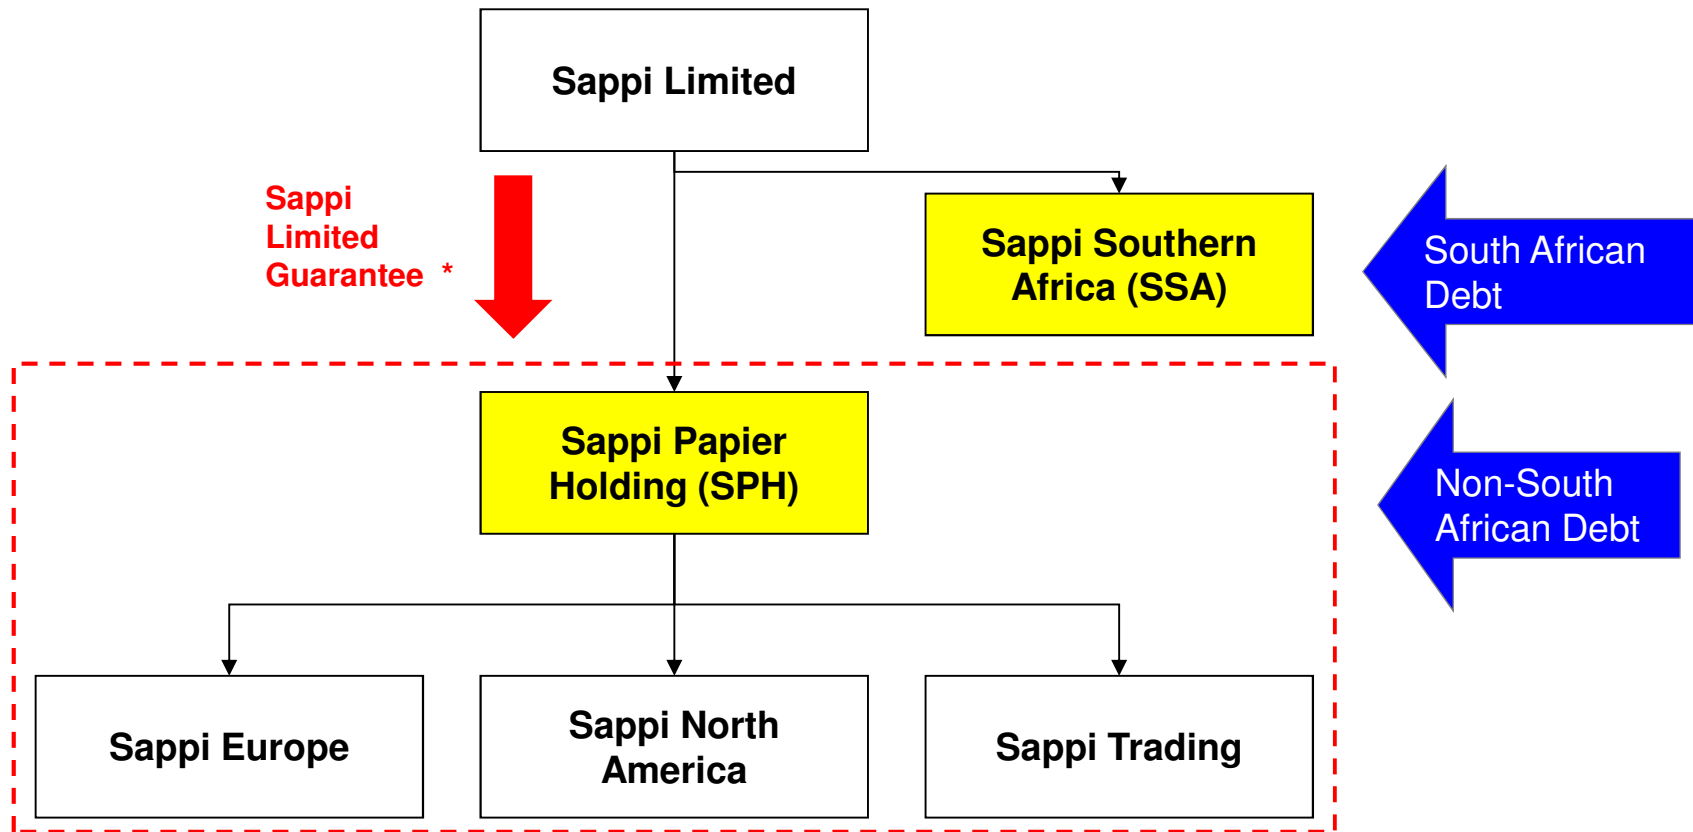 Sappi Limited
Sappi
Limited
Guarantee *
Sappi Southern
Africa (SSA)
South African
Debt
Sappi Papier
Holding (SPH)
Non-South
African Debt
Sappi Europe
Sappi North
America
Sappi Trading